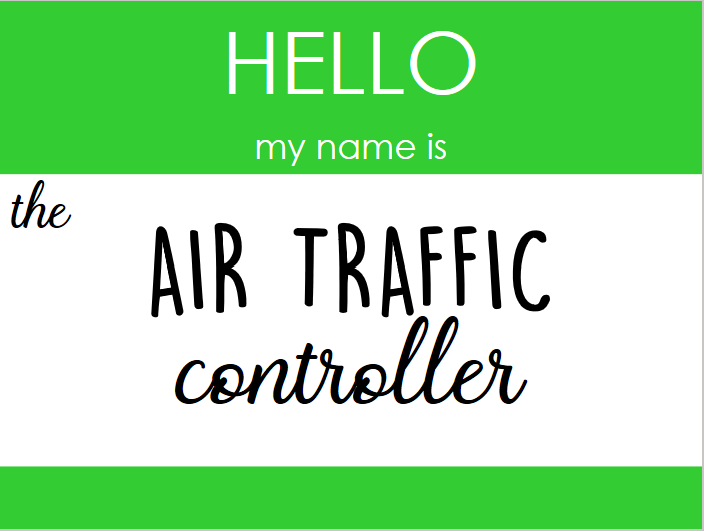 HELLO
my name is
the
AIR TRAFFIC
controller